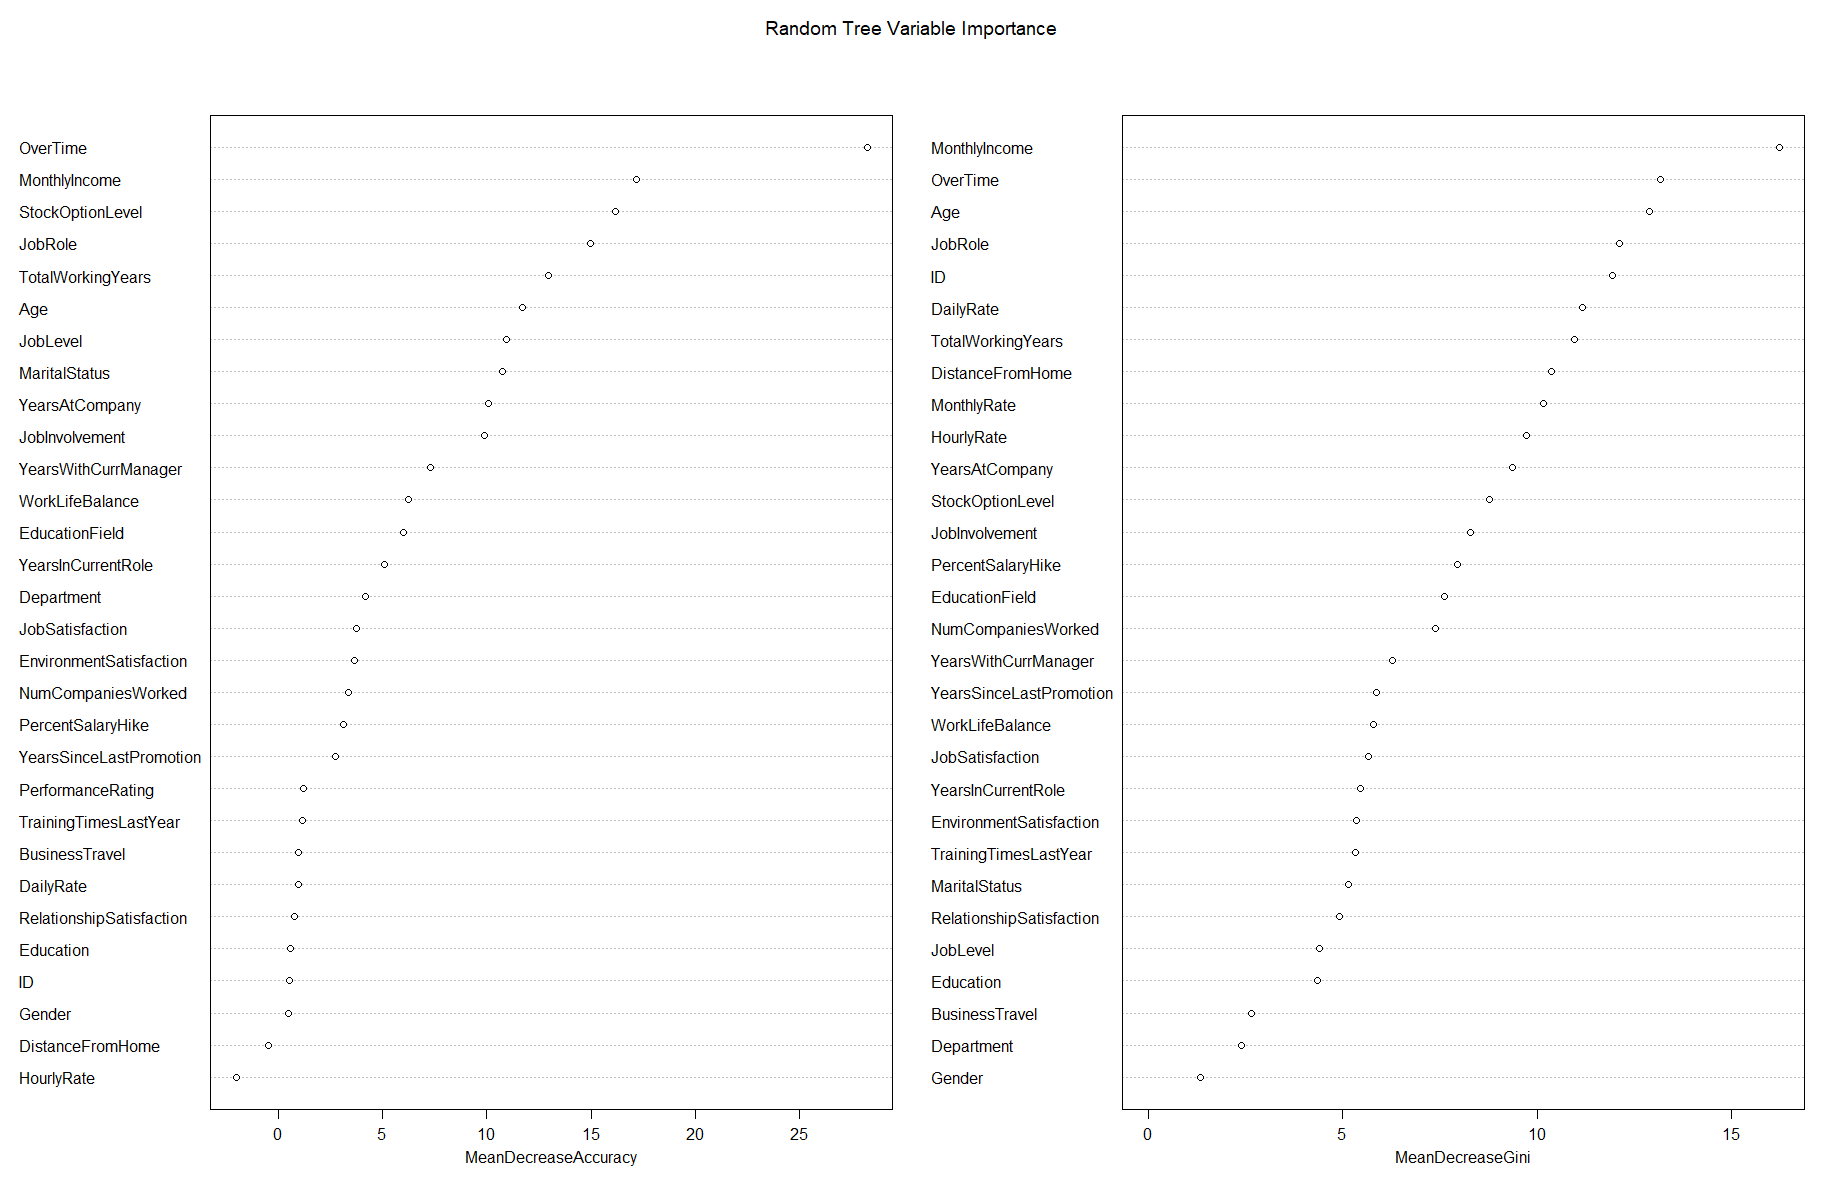 Random Tree Variable Importance
OverTime
MonthlyIncome
StockOptionLevel
JobRole
TotalWorkingYears
Age
JobLevel
MaritalStatus
YearsAtCompany
JobInvolvement
YearsWithCurrManager
WorkLifeBalance
EducationField
YearsInCurrentRole
Department
JobSatisfaction
EnvironmentSatisfaction
NumCompaniesWorked
PercentSalaryHike
YearsSinceLastPromotion
PerformanceRating
TrainingTimesLastYear
BusinessTravel
DailyRate
RelationshipSatisfaction
Education
ID
Gender
DistanceFromHome
HourlyRate
0 5 10 15 20 25
MeanDecreaseAccuracy
MonthlyIncome
OverTime
Age
JobRole
ID
DailyRate
TotalWorkingYears
DistanceFromHome
MonthlyRate
HourlyRate
YearsAtCompany
StockOptionLevel
JobInvolvement
PercentSalaryHike
EducationField
NumCompaniesWorked
YearsWithCurrManager
YearsSinceLastPromotion
WorkLifeBalance
JobSatisfaction
YearsInCurrentRole
EnvironmentSatisfaction
TrainingTimesLastYear
MaritalStatus
RelationshipSatisfaction
JobLevel
Education
BusinessTravel
Department
Gender
0 5 10 15
MeanDecreaseGini